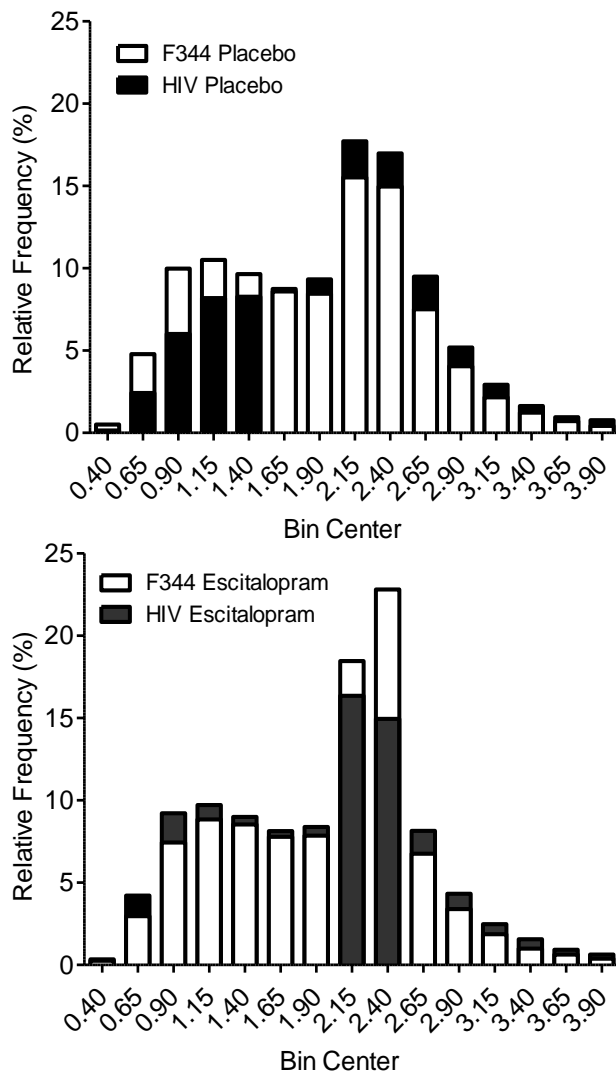 25
20
15
10
5
0
Relative Frequency (%)
F344 Placebo
HIV Placebo
0.40 0.65 0.90 1.15 1.40 1.65 1.90 2.15 2.40 2.65 2.90 3.15 3.40 3.65 3.90
Bin Center
25
20
15
10
5
0
Relative Frequency (%)
F344 Escitalopram
HIV Escitalopram
0.40 0.65 0.90 1.15 1.40 1.65 1.90 2.15 2.40 2.65 2.90 3.15 3.40 3.65 3.90
Bin Center